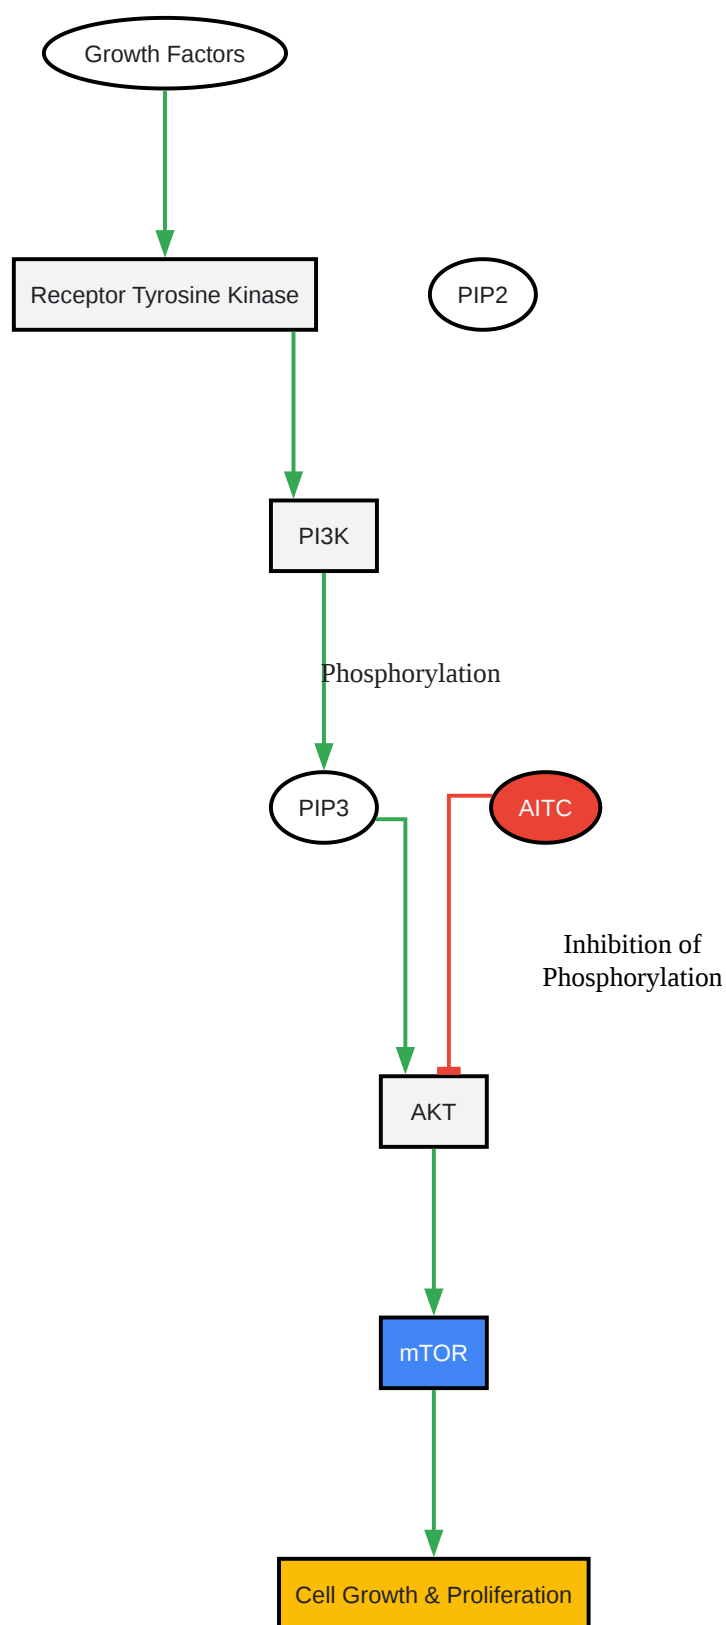 Growth Factors
Receptor Tyrosine Kinase
PIP2
PI3K
Phosphorylation
PIP3
AITC
Inhibition of
Phosphorylation
AKT
mTOR
Cell Growth & Proliferation